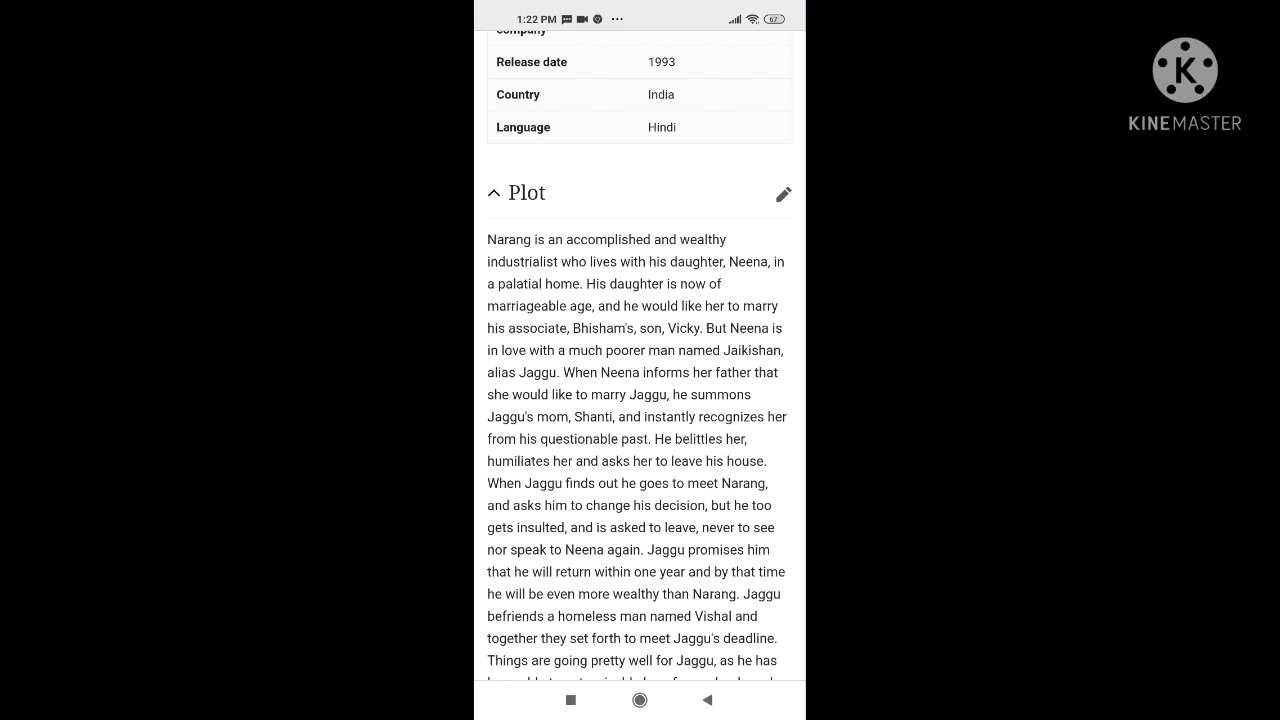 1:22 PM
67
company
Release date 1993
Country India
Language Hindi
Plot
Narang is an accomplished and wealthy
industrialist who lives with his daughter, Neena, in
a palatial home. His daughter is now of
marriageable age, and he would like her to marry
his associate, Bhisham's, son, Vicky. But Neena is
in love with a much poorer man named Jaikishan,
alias Jaggu. When Neena informs her father that
she would like to marry Jaggu, he summons
Jaggu's mom, Shanti, and instantly recognizes her
from his questionable past. He belittles her,
humiliates her and asks her to leave his house.
When Jaggu finds out he goes to meet Narang,
and asks him to change his decision, but he too
gets insulted, and is asked to leave, never to see
nor speak to Neena again. Jaggu promises him
that he will return within one year and by that time
he will be even more wealthy than Narang. Jaggu
befriends a homeless man named Vishal and
together they set forth to meet Jaggu's deadline.
Things are going pretty well for Jaggu, as he has
K
KINEMASTER